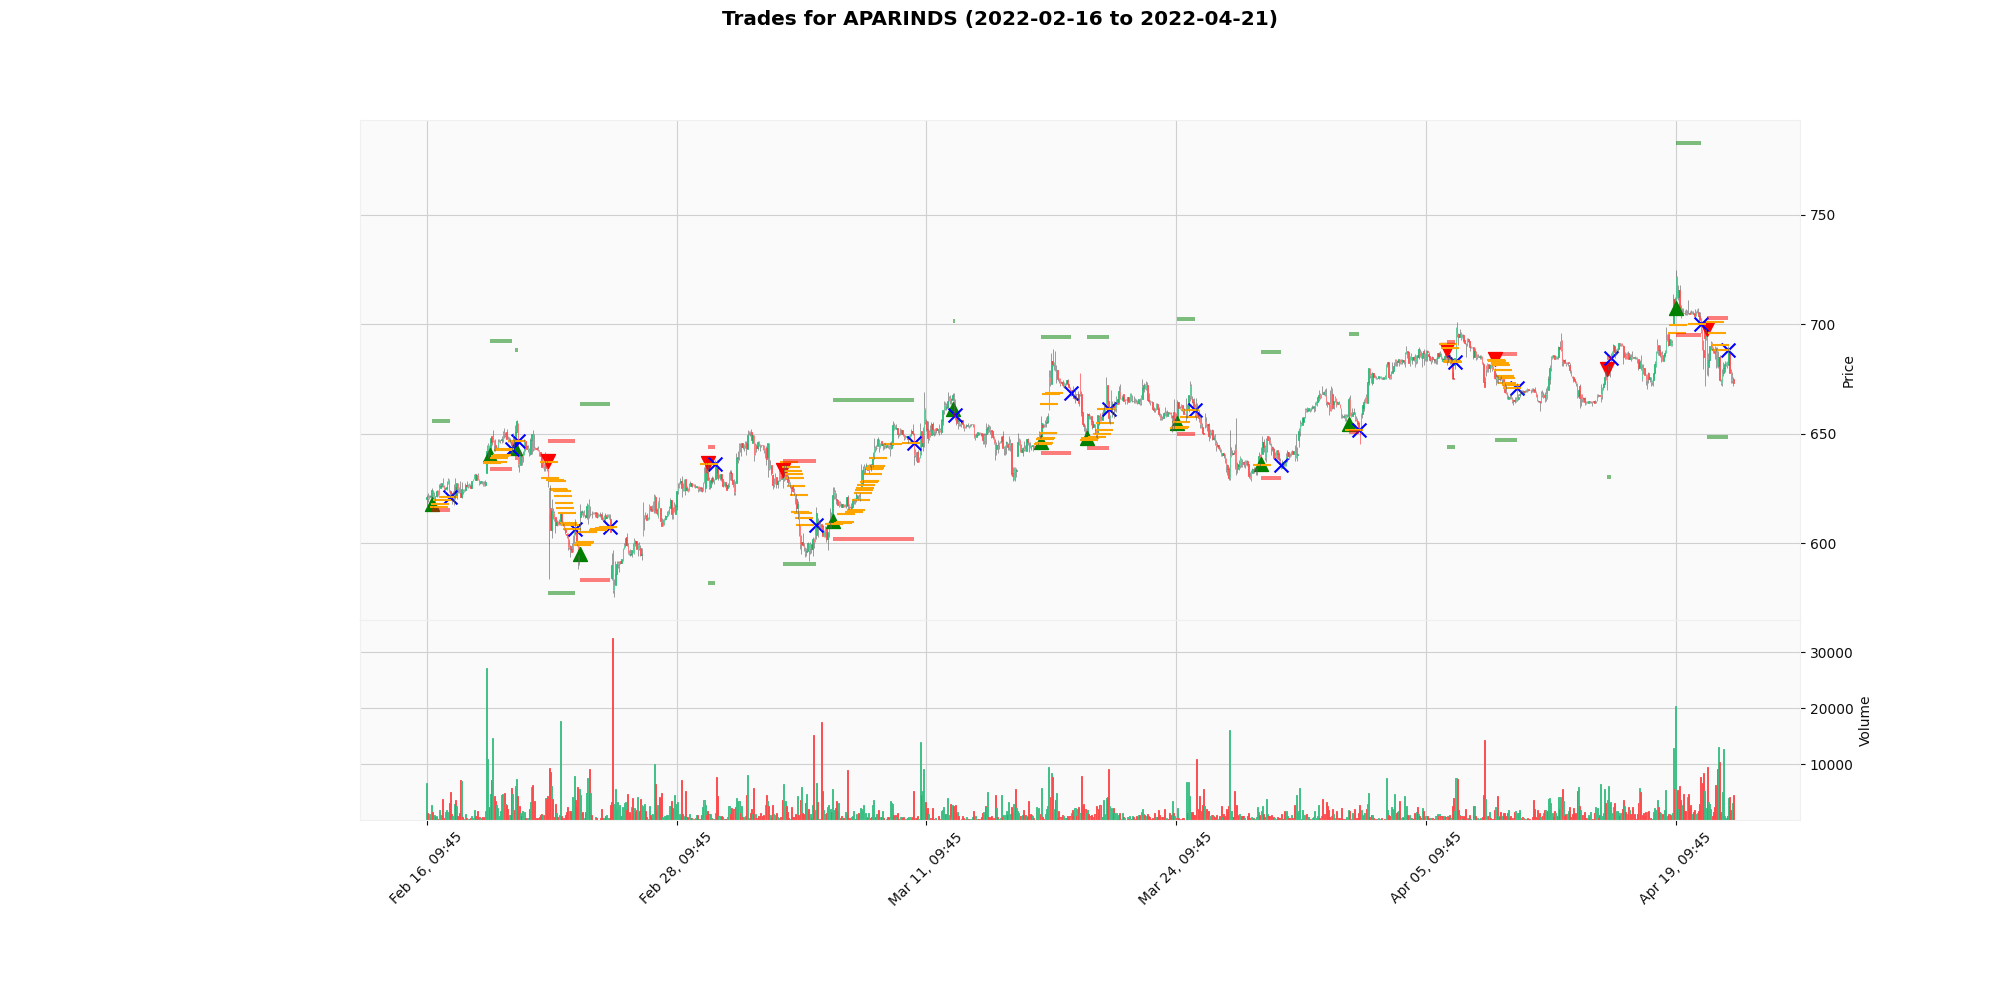 Trades for APARINDS (2022-02-16 to 2022-04-21)
750
700
650
600
Price
30000
20000
10000
Volume
Feb 16, 09:45
Feb 28, 09:45
Mar 11, 09:45
Mar 24, 09:45
Apr 05, 09:45
Apr 19, 09:45